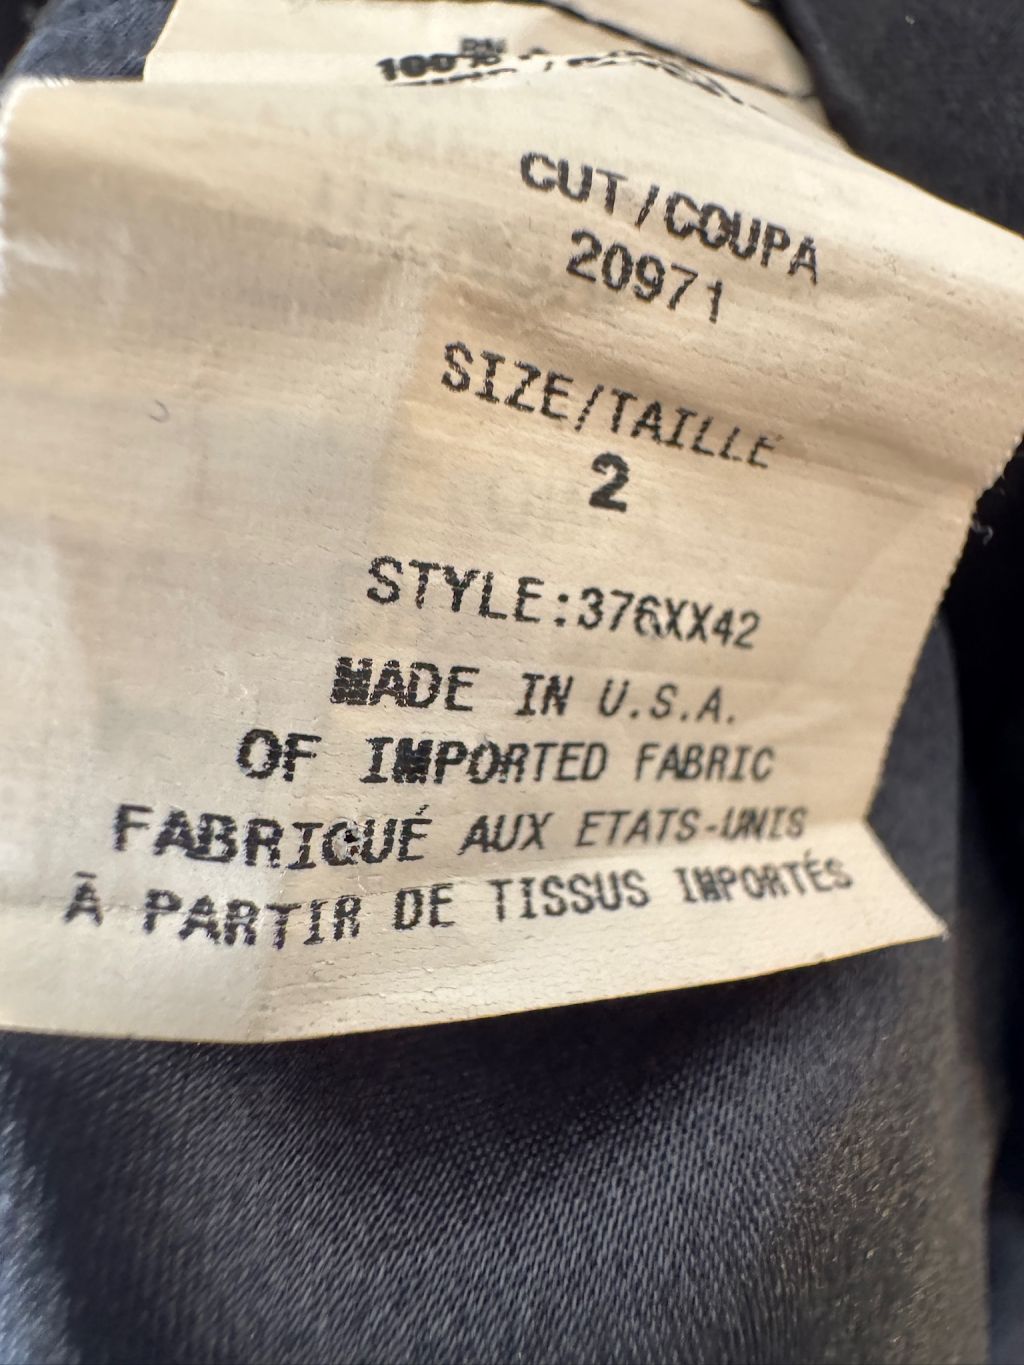 100%
CUT/COUPA
20971
SIZE/TAILLE
2
STYLE:376XX42
MADE IN U.S.A.
OF IMPORTED FABRIC
FABRIQUÉ AUX ETATS-UNIS
À PARTIR DE TISSUS IMPORTÉS